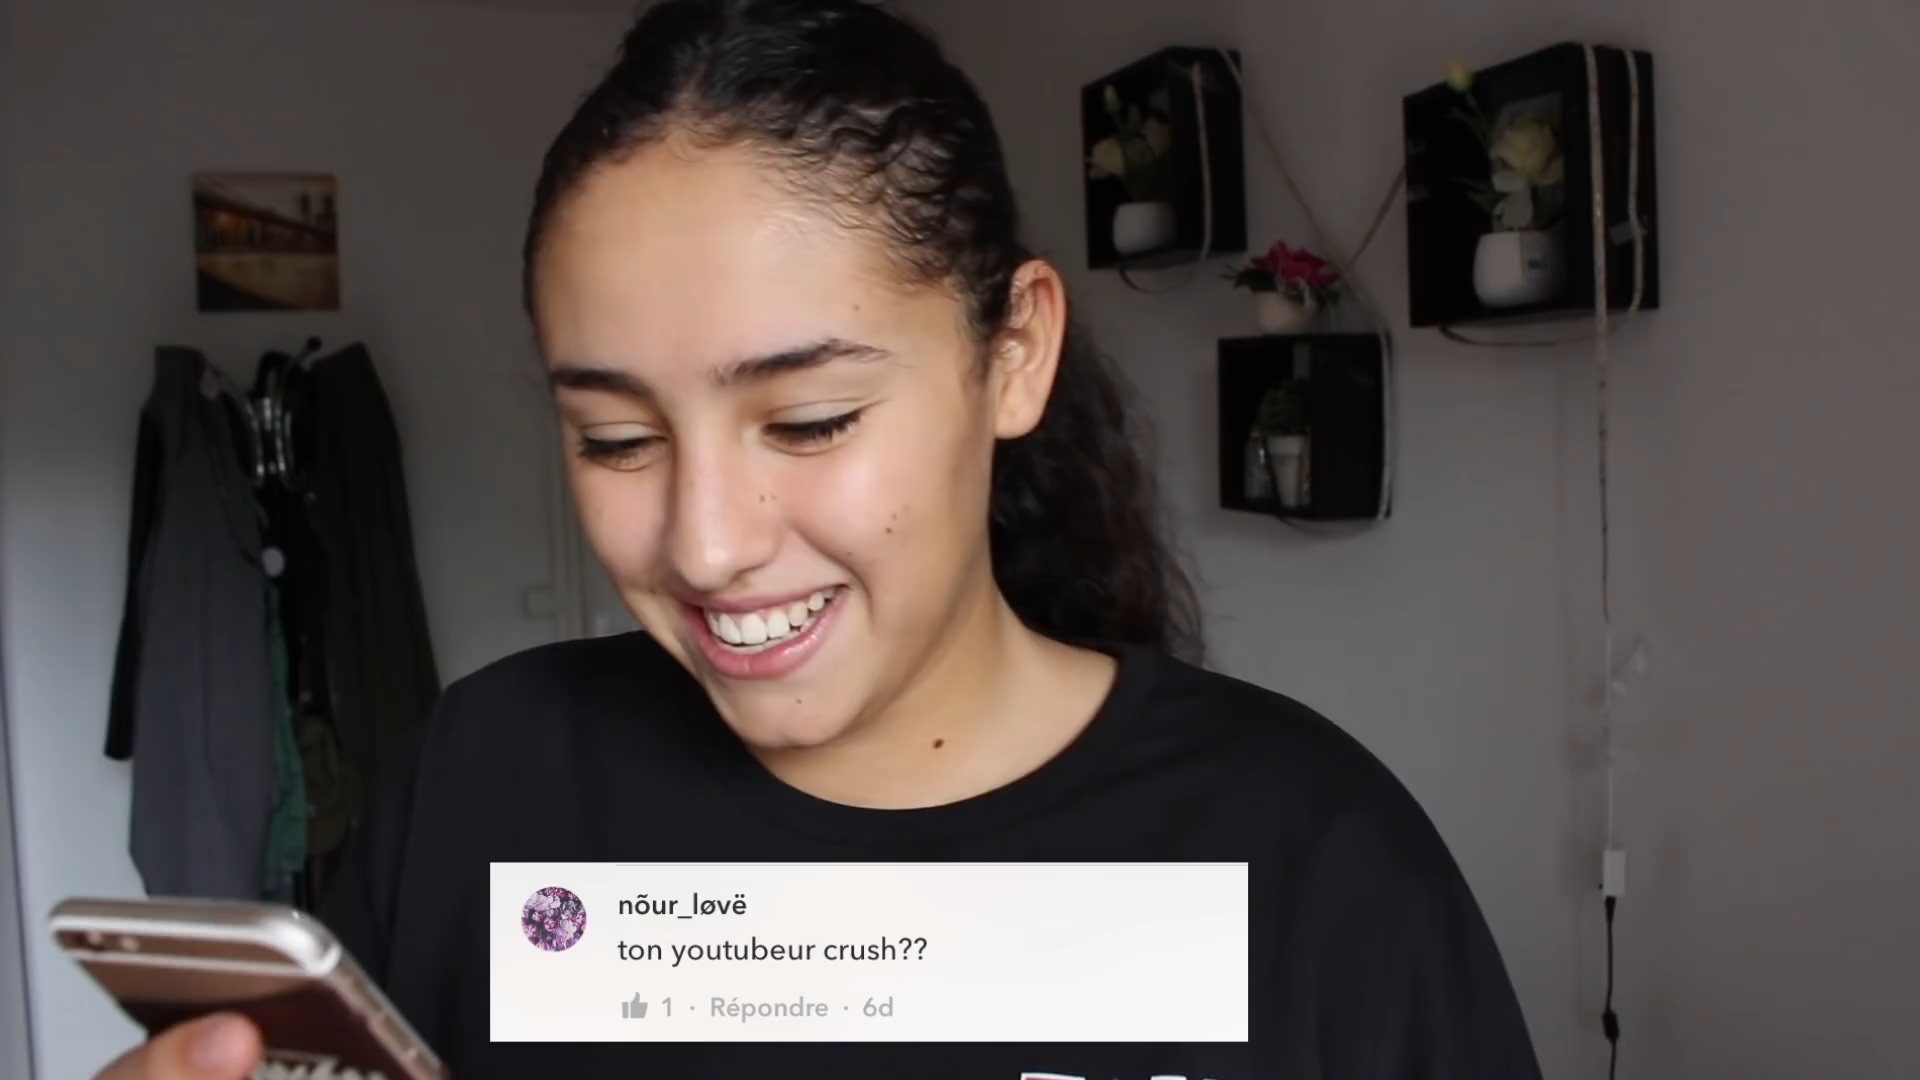 nõur_løvë
ton youtubeur crush??
1 · Répondre · 6d